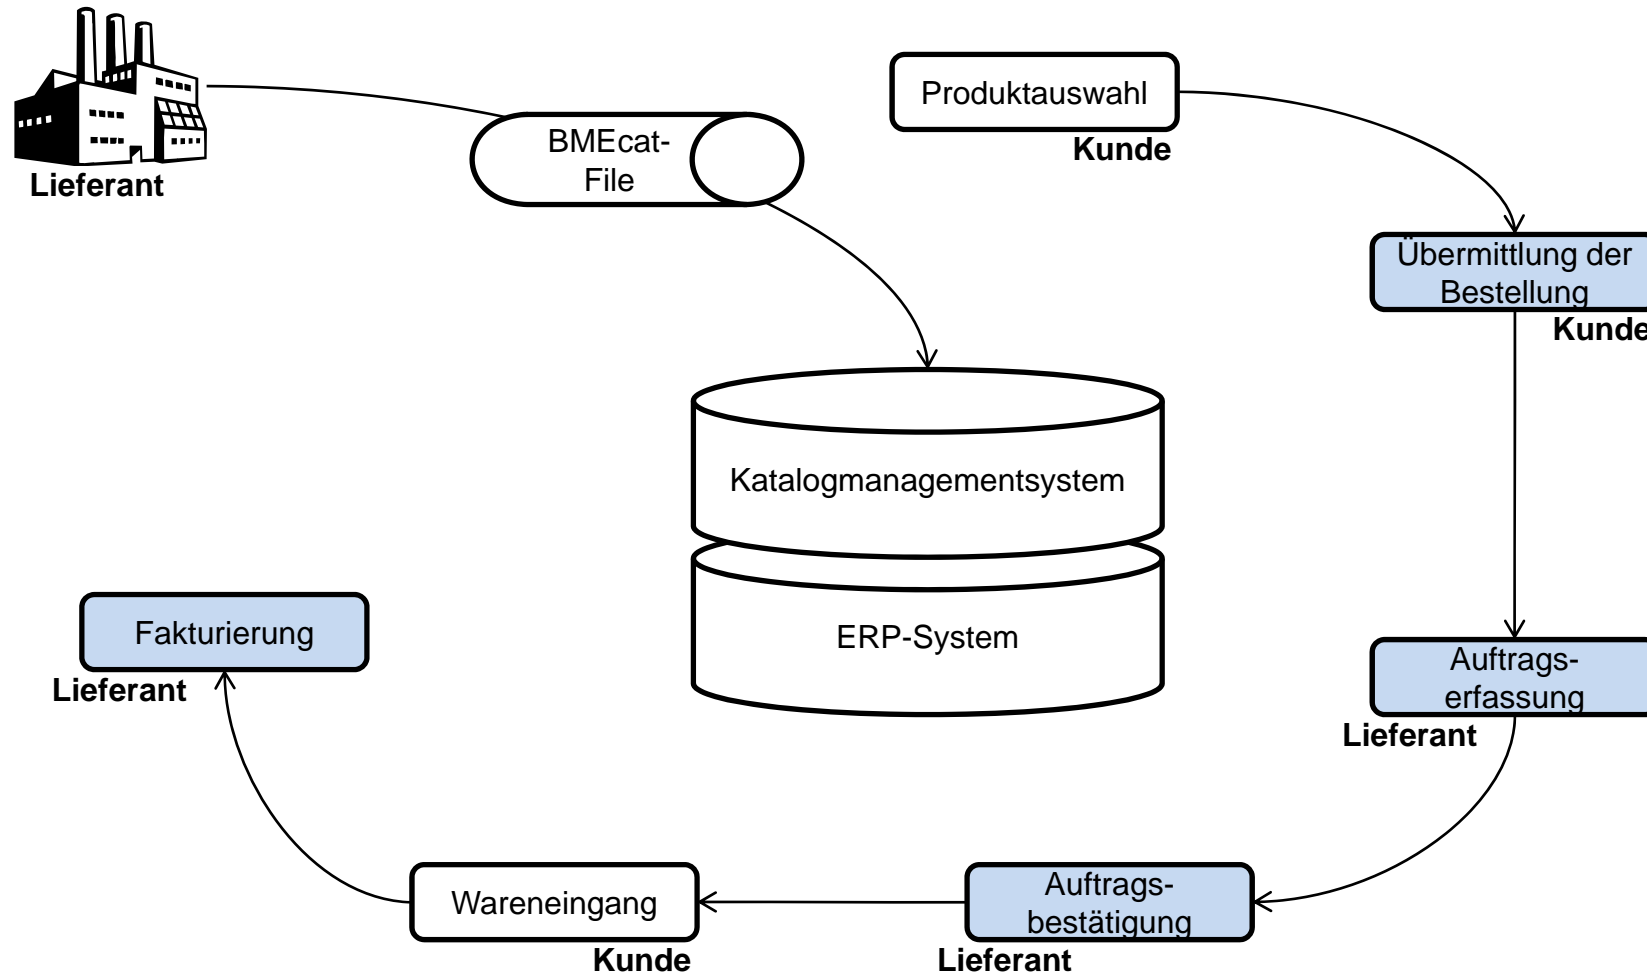 Lieferant
BMEcat-
File
Produktauswahl
Kunde
Übermittlung der
Bestellung
Kunde
Katalogmanagementsystem
ERP-System
Auftrags-
erfassung
Lieferant
Auftrags-
bestätigung
Lieferant
Wareneingang
Kunde
Fakturierung
Lieferant